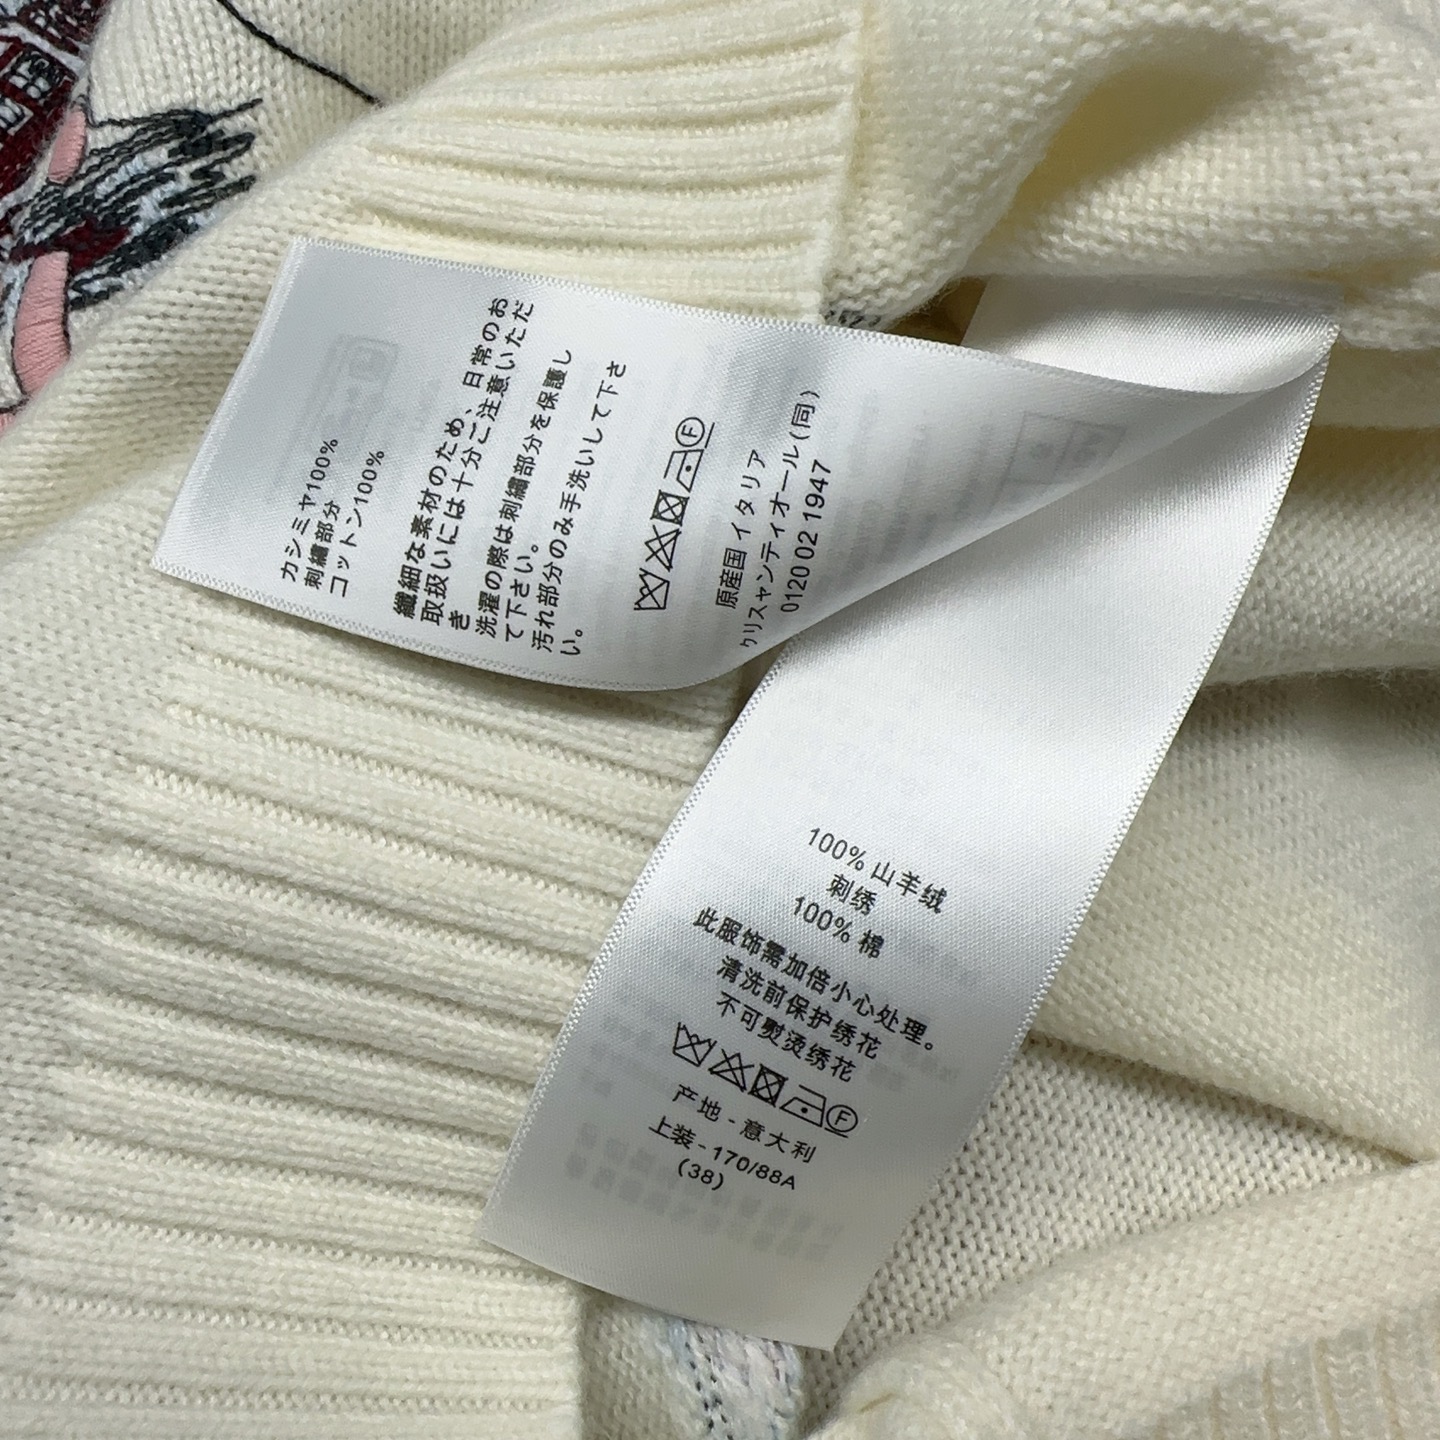 カシミヤ100%
刺繍部分
コットン100%
繊細な素材のため、日常のお
取扱いには十分ご注意いただ
き
洗濯の際は刺繍部分を保護し
て下さい。
汚れ部分のみ手洗いして下さ
い。
F
原産国 イタリア
クリスャンティオール(同)
0120 02 1947
100% 山羊绒
刺绣
100% 棉
此服饰需加倍小心处理。
清洗前保护绣花
不可熨烫绣花
F
产地 - 意大利
上装 - 170/88A
(38)